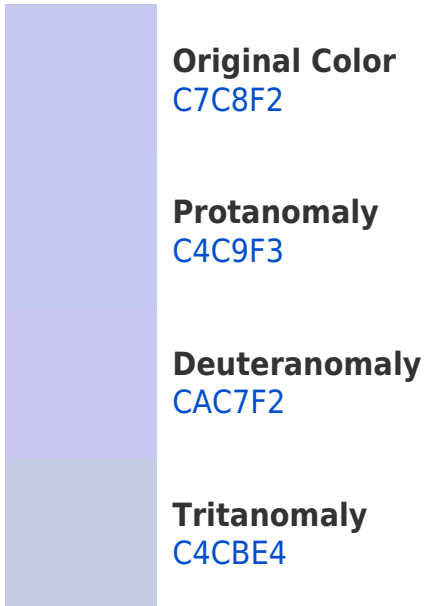 Original Color
C7C8F2
Protanomaly
C4C9F3
Deuteranomaly
CAC7F2
Tritanomaly
C4CBE4